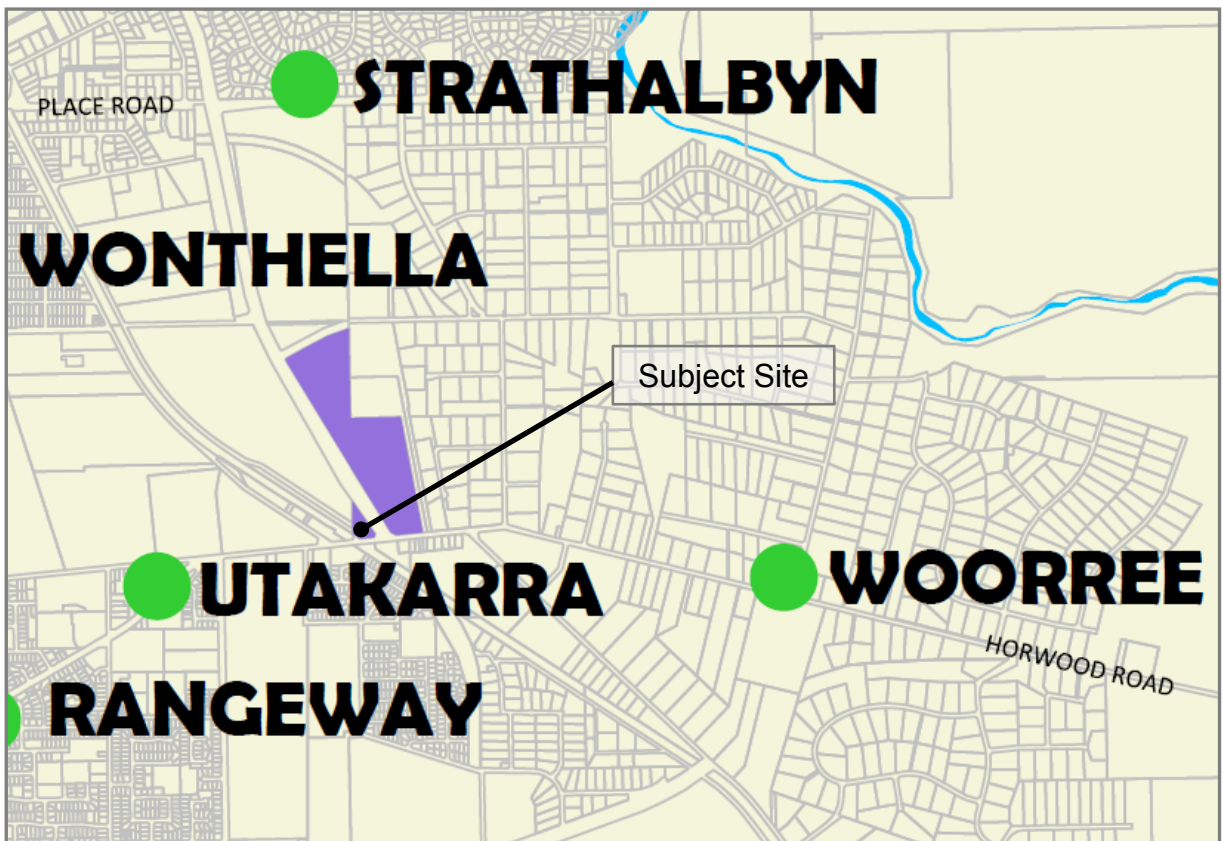 STRATHALBYN
PLACE ROAD
WONTHELLA
Subject Site
UTAKARRA
WOORREE
HORWOOD ROAD
RANGEWAY